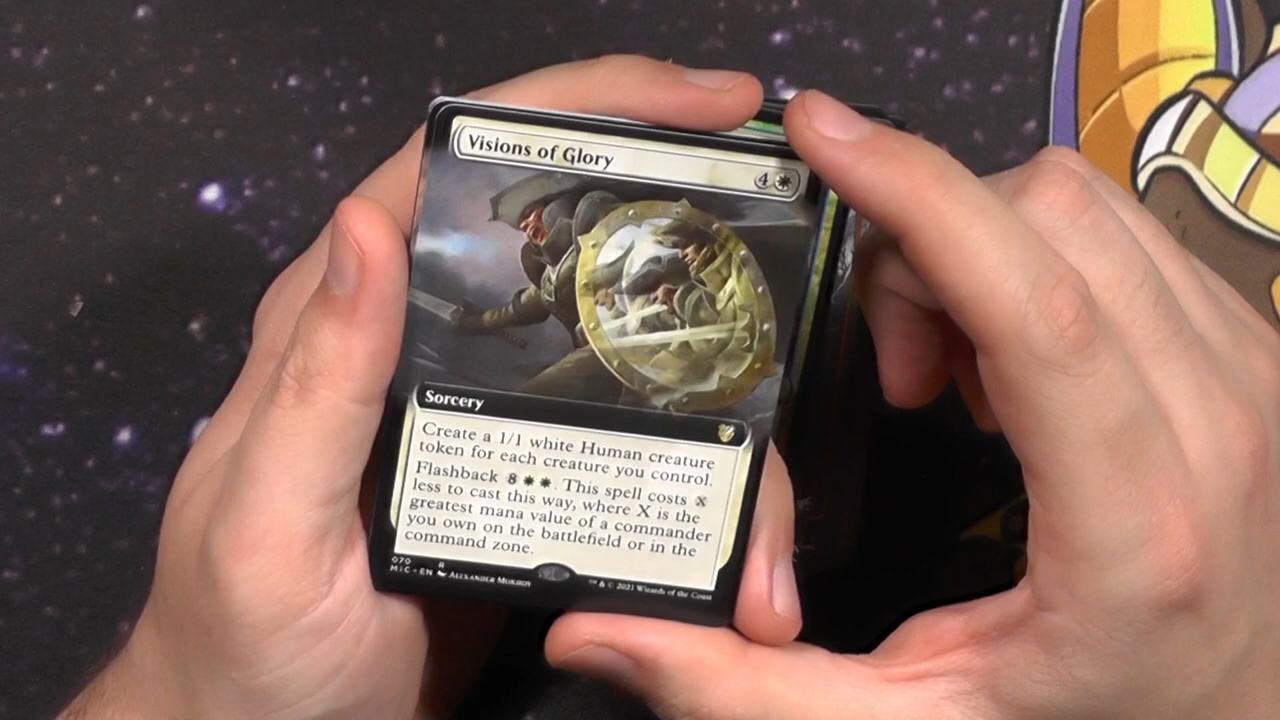 Visions of Glory
4
Sorcery
Create a 1/1 white Human creature
token for each creature you control.
Flashback 8. This spell costs X
less to cast this way, where X is the
greatest mana value of a commander
you own on the battlefield or in the
command zone.
070 R
MIC • EN ALEXANDER MOKHOV
™ & © 2021 Wizards of the Coast